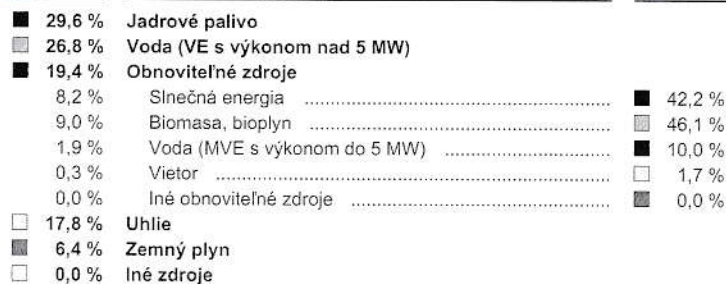 29,6 % Jadrové palivo
26,8 % Voda (VE s výkonom nad 5 MW)
19,4 % Obnoviteľné zdroje
8,2 % Slnečná energia ........................ 42,2 %
9,0 % Biomasa, bioplyn ........................ 46,1 %
1,9 % Voda (MVE s výkonom do 5 MW) ........................ 10,0 %
0,3 % Vietor ........................ 1,7 %
0,0 % Iné obnoviteľné zdroje ........................ 0,0 %
17,8 % Uhlie
6,4 % Zemný plyn
0,0 % Iné zdroje